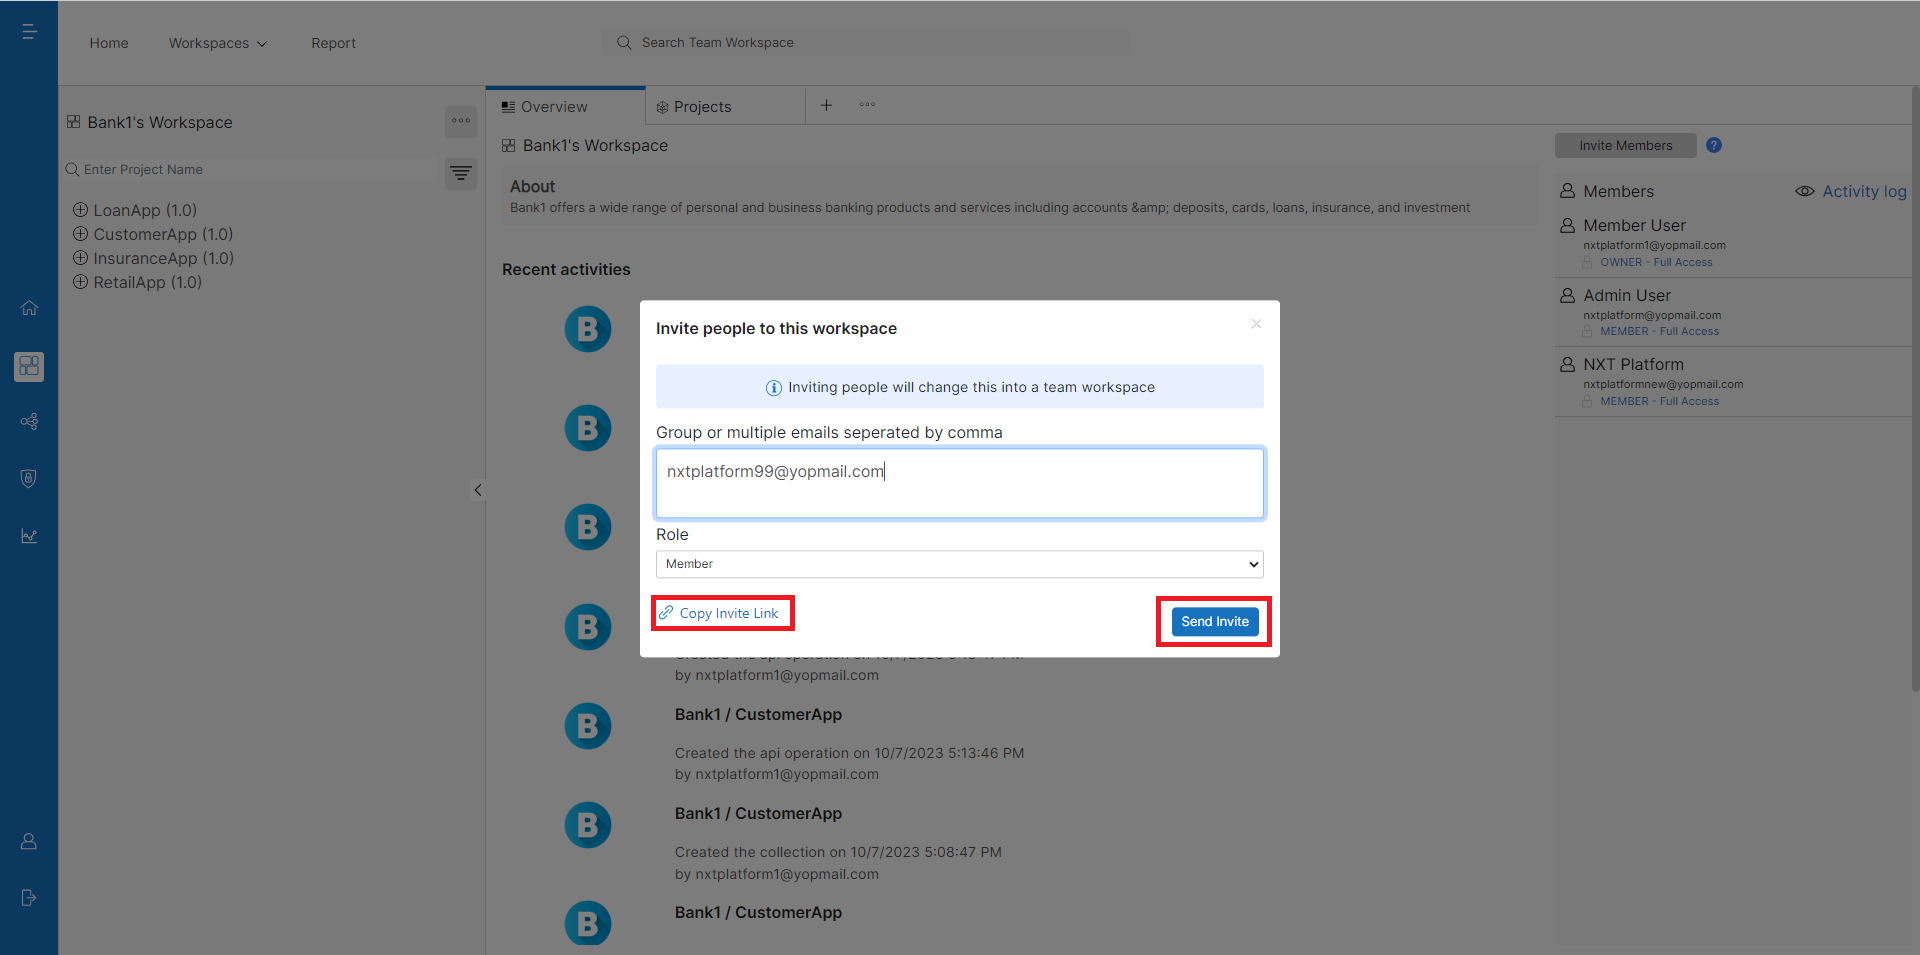 Home Workspaces Report Search Team Workspace
Bank1's Workspace
Enter Project Name
LoanApp (1.0)
CustomerApp (1.0)
InsuranceApp (1.0)
RetailApp (1.0)
Overview Projects
Bank1's Workspace
About
Bank1 offers a wide range of personal and business banking products and services including accounts &amp; deposits, cards, loans, insurance, and investment
Recent activities
B
B
B
B
by nxtplatform1@yopmail.com
B
Bank1 / CustomerApp
Created the api operation on 10/7/2023 5:13:46 PM
by nxtplatform1@yopmail.com
B
Bank1 / CustomerApp
Created the collection on 10/7/2023 5:08:47 PM
by nxtplatform1@yopmail.com
B
Bank1 / CustomerApp
Invite people to this workspace
Inviting people will change this into a team workspace
Group or multiple emails seperated by comma
nxtplatform99@yopmail.com
Role
Member
Copy Invite Link
Send Invite
Invite Members ?
Members Activity log
Member User
nxtplatform1@yopmail.com
OWNER - Full Access
Admin User
nxtplatform@yopmail.com
MEMBER - Full Access
NXT Platform
nxtplatformnew@yopmail.com
MEMBER - Full Access